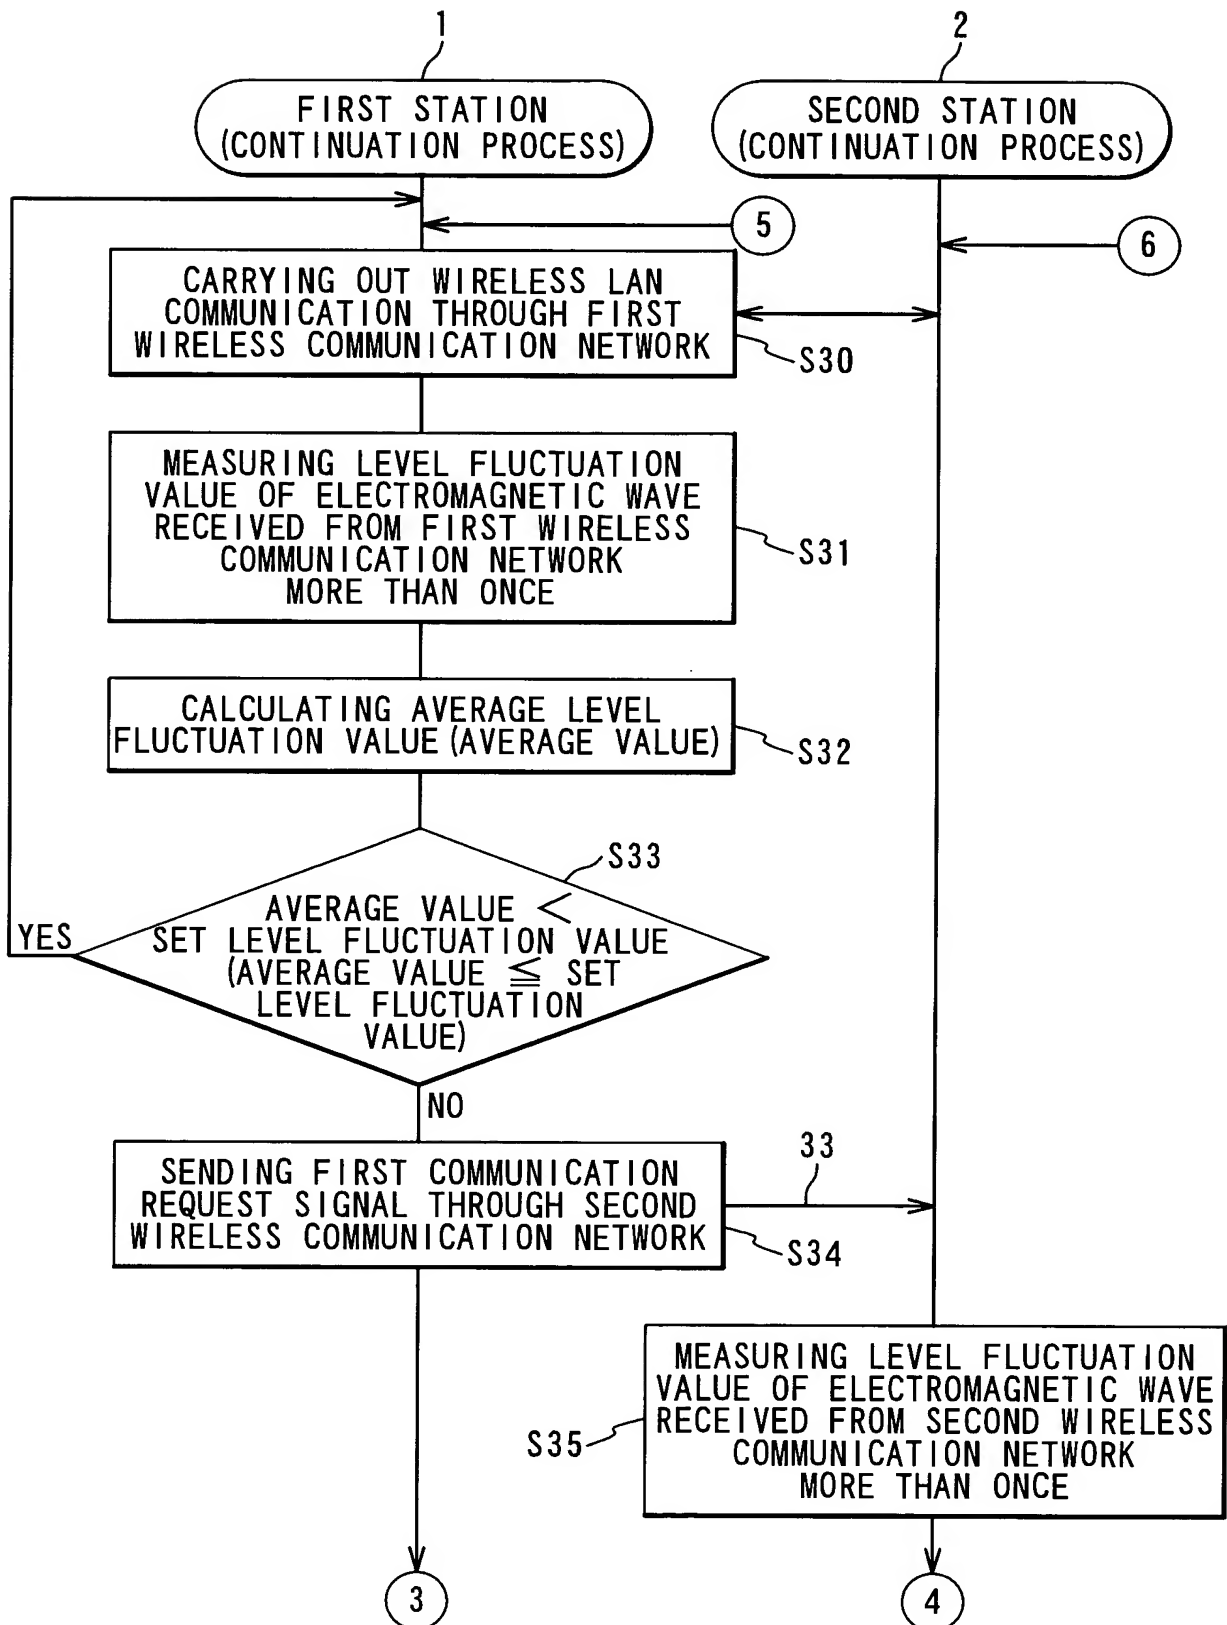 1
2
FIRST STATION
(CONTINUATION PROCESS)
SECOND STATION
(CONTINUATION PROCESS)
5
6
CARRYING OUT WIRELESS LAN
COMMUNICATION THROUGH FIRST
WIRELESS COMMUNICATION NETWORK
S30
MEASURING LEVEL FLUCTUATION
VALUE OF ELECTROMAGNETIC WAVE
RECEIVED FROM FIRST WIRELESS
COMMUNICATION NETWORK
MORE THAN ONCE
S31
CALCULATING AVERAGE LEVEL
FLUCTUATION VALUE (AVERAGE VALUE)
S32
S33
AVERAGE VALUE <
SET LEVEL FLUCTUATION VALUE
(AVERAGE VALUE ≦ SET
LEVEL FLUCTUATION
VALUE)
YES
NO
SENDING FIRST COMMUNICATION
REQUEST SIGNAL THROUGH SECOND
WIRELESS COMMUNICATION NETWORK
33
S34
MEASURING LEVEL FLUCTUATION
VALUE OF ELECTROMAGNETIC WAVE
RECEIVED FROM SECOND WIRELESS
COMMUNICATION NETWORK
MORE THAN ONCE
S35
3
4